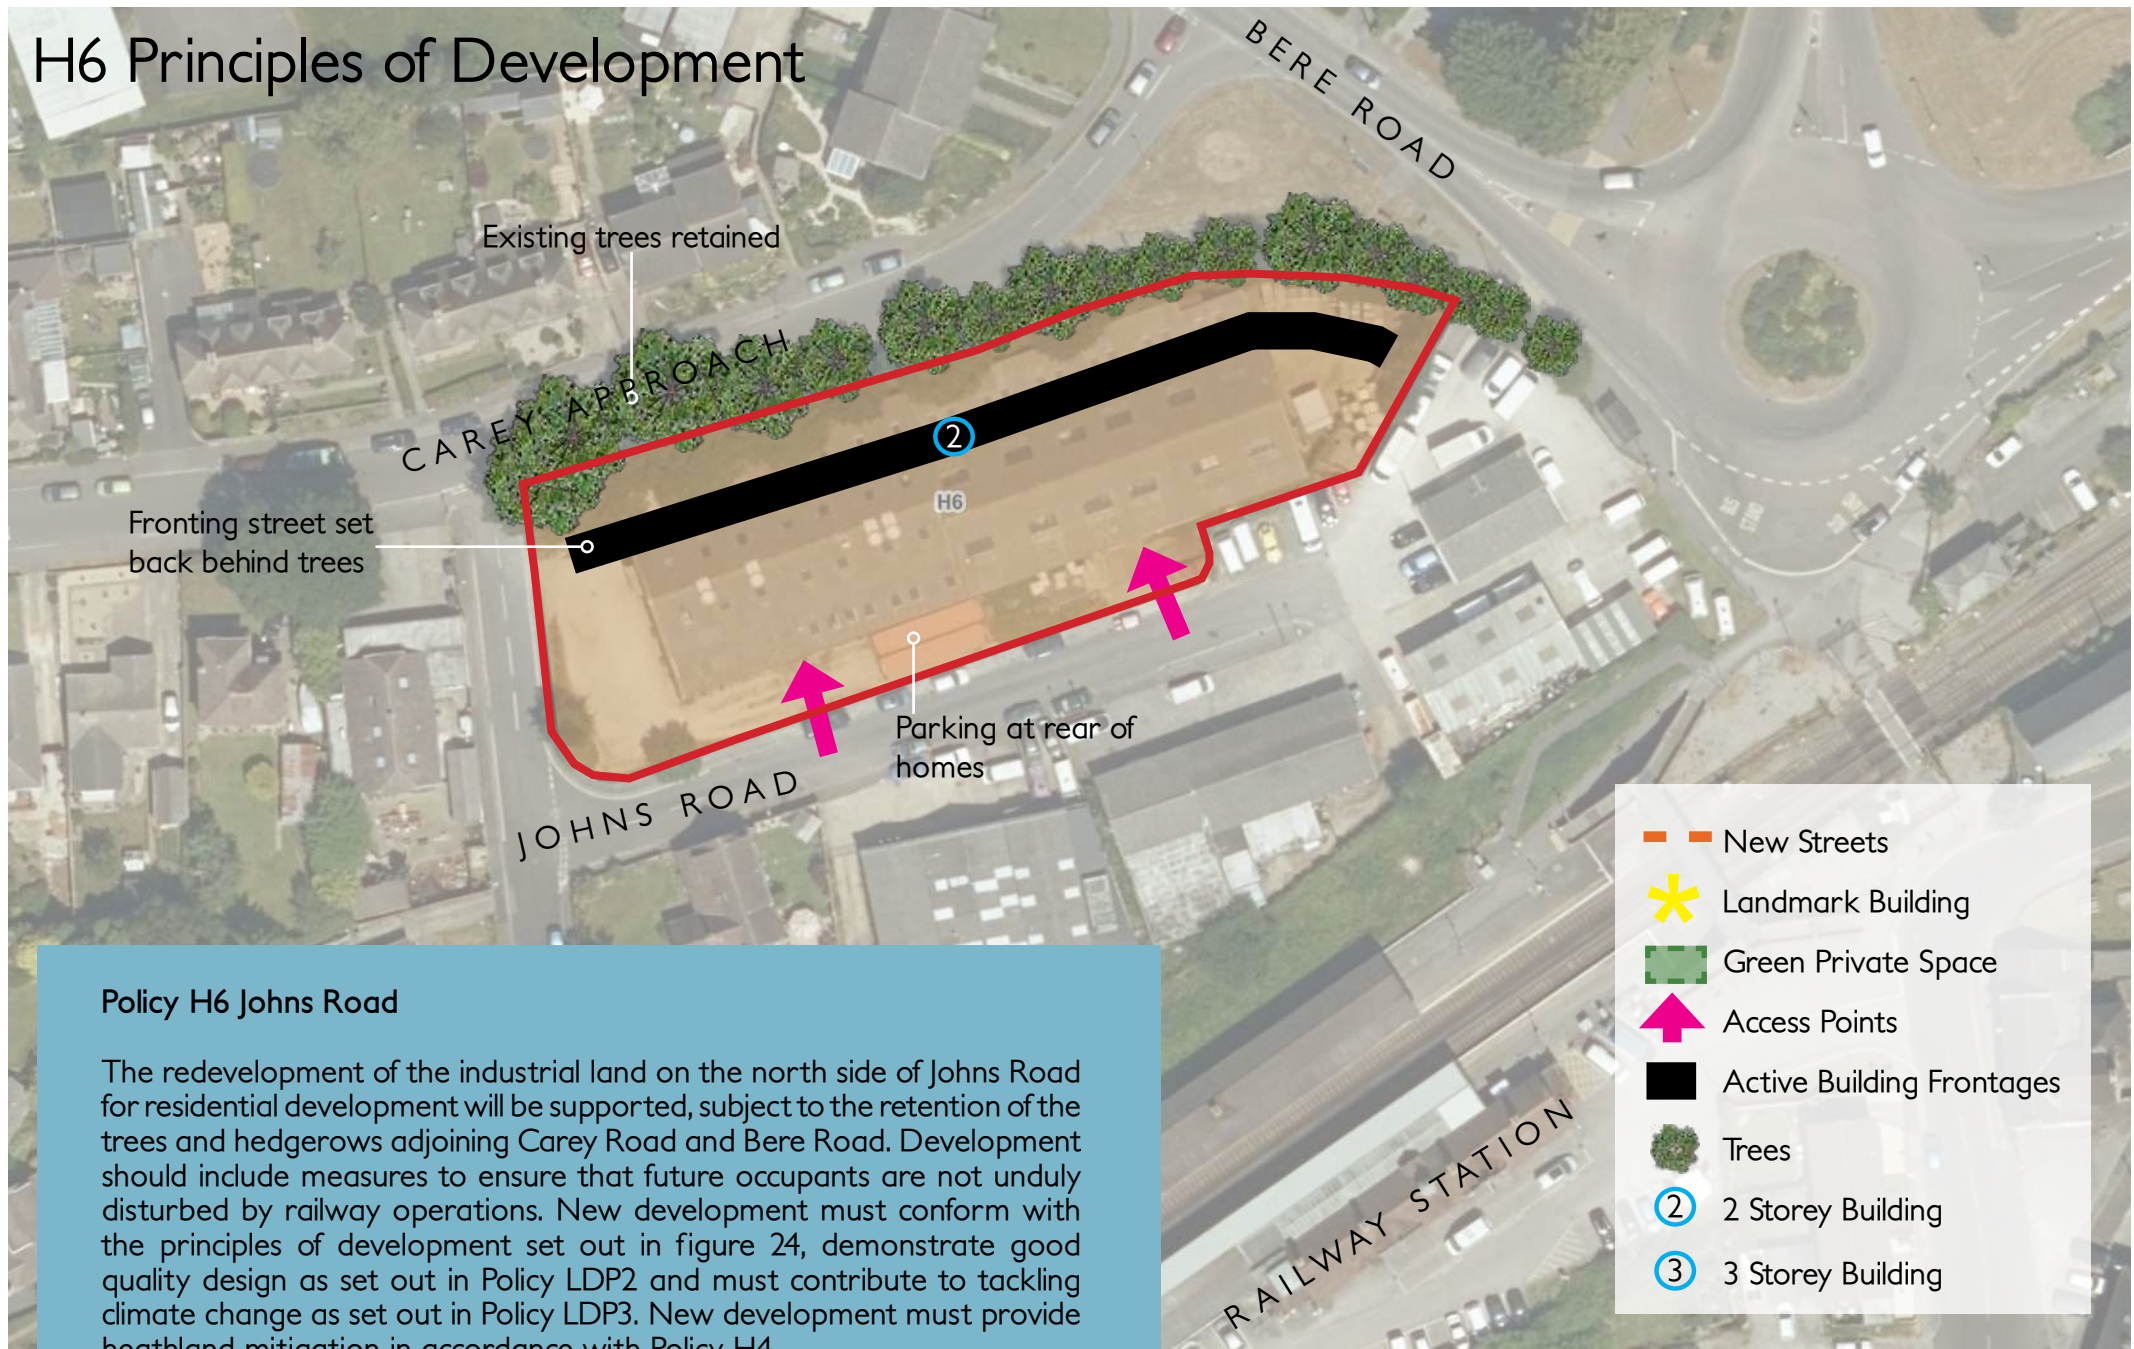 H6 Principles of Development
BERE ROAD
Existing trees retained
CAREY APPROACH
2
H6
Fronting street set
back behind trees
Parking at rear of
homes
JOHNS ROAD
RAILWAY STATION
New Streets
Landmark Building
Green Private Space
Access Points
Active Building Frontages
Trees
2 2 Storey Building
3 3 Storey Building
Policy H6 Johns Road
The redevelopment of the industrial land on the north side of Johns Road
for residential development will be supported, subject to the retention of the
trees and hedgerows adjoining Carey Road and Bere Road. Development
should include measures to ensure that future occupants are not unduly
disturbed by railway operations. New development must conform with
the principles of development set out in figure 24, demonstrate good
quality design as set out in Policy LDP2 and must contribute to tackling
climate change as set out in Policy LDP3. New development must provide
heathland mitigation in accordance with Policy H4